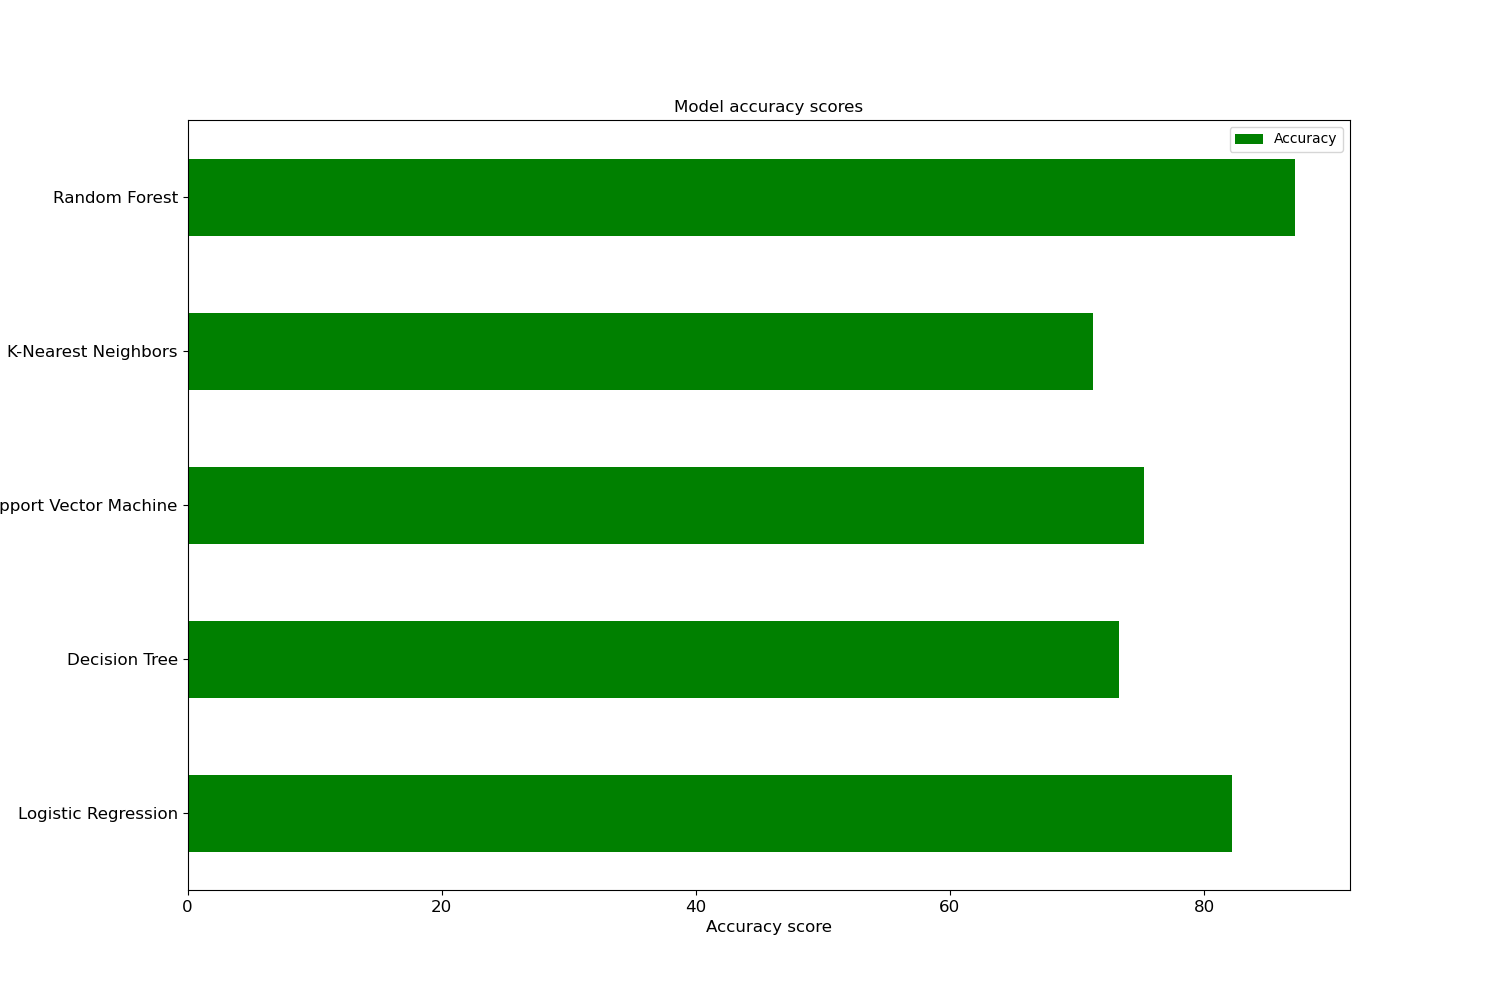 Model accuracy scores
Accuracy
Random Forest
K-Nearest Neighbors
pport Vector Machine
Decision Tree
Logistic Regression
0 20 40 60 80
Accuracy score